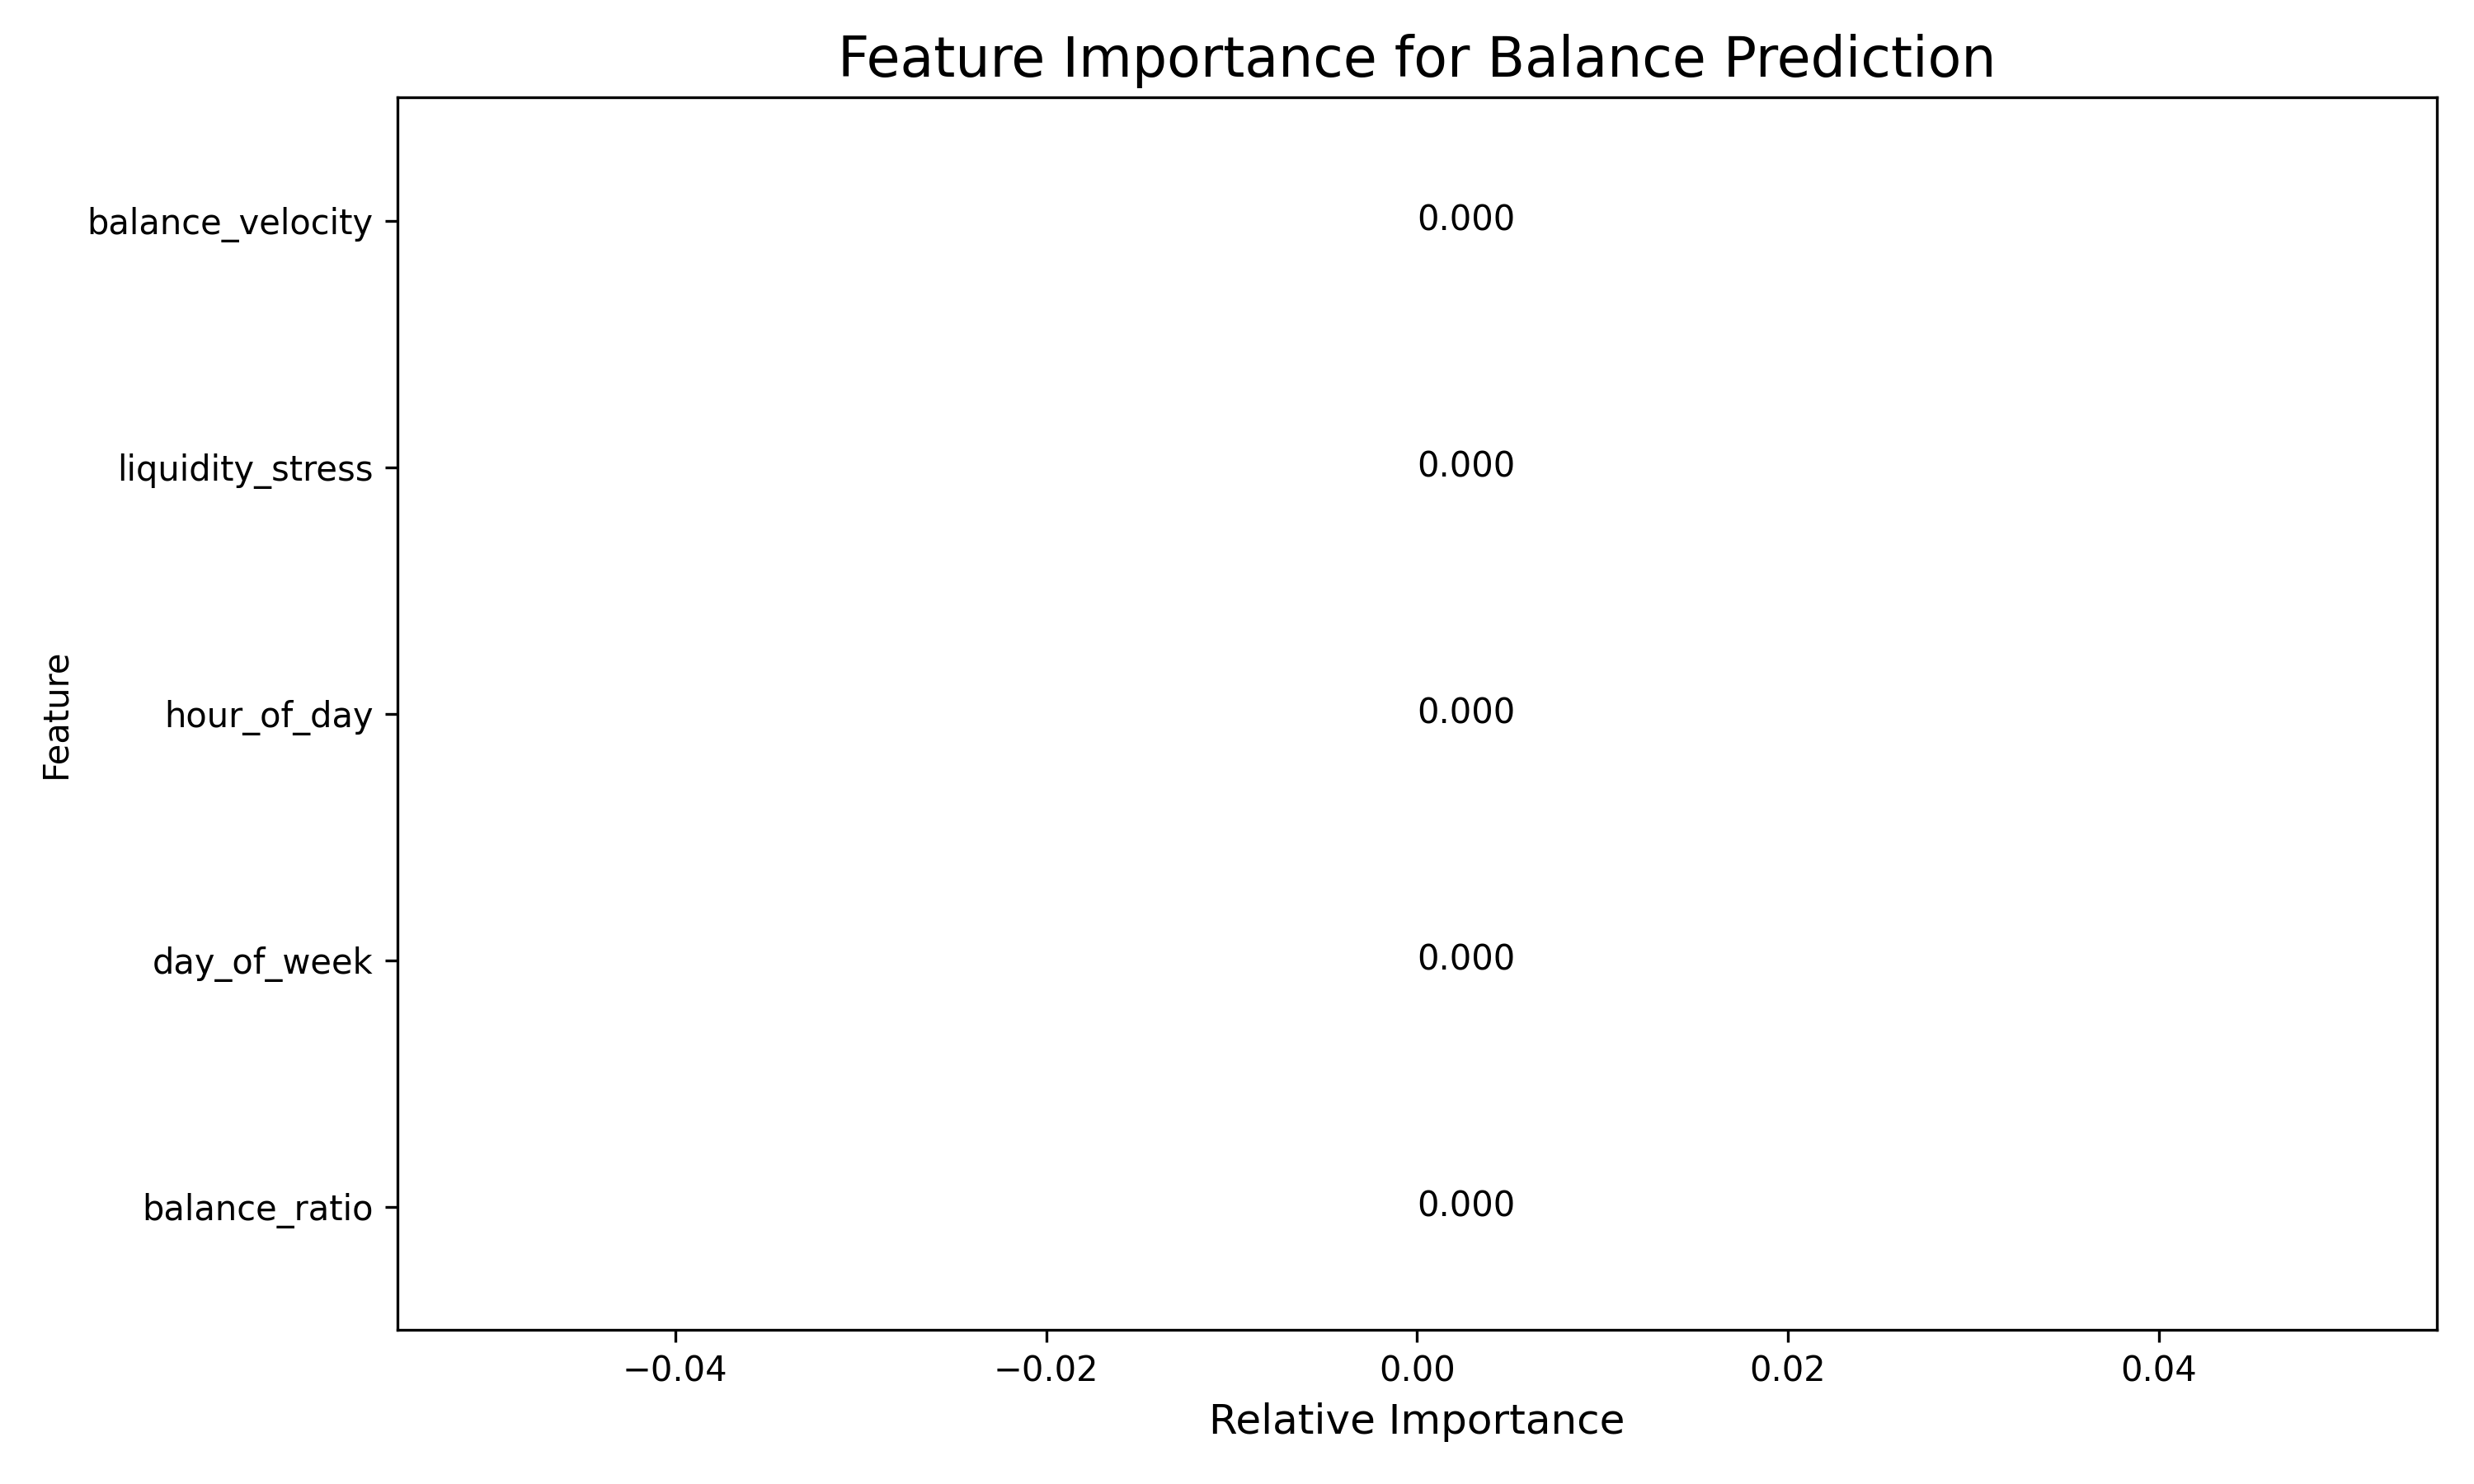 Feature Importance for Balance Prediction
Feature
balance_velocity
0.000
liquidity_stress
0.000
hour_of_day
0.000
day_of_week
0.000
balance_ratio
0.000
−0.04
−0.02
0.00
0.02
0.04
Relative Importance